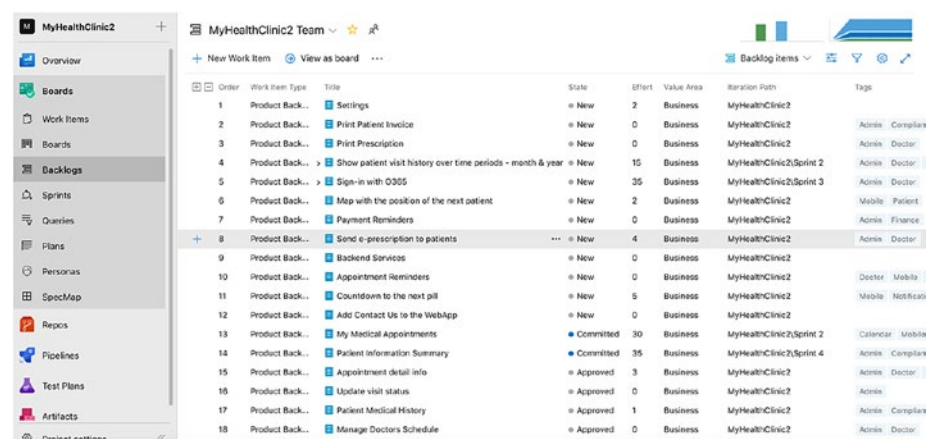 M MyHealthClinic2
MyHealthClinic2 Team
Overview
New Work Item View as board ... Backlog items
Boards
Order Work Item Type Title State Effort Value Area Iteration Path Tags
1 Product Back... Settings New 2 Business MyHealthClinic2
Work Items
2 Product Back... Print Patient Invoice New 0 Business MyHealthClinic2 Admin Complian
Boards
3 Product Back... Print Prescription New 0 Business MyHealthClinic2 Admin Doctor
Backlogs
4 Product Back... Show patient visit history over time periods - month & year New 15 Business MyHealthClinic2\Sprint 2 Admin Doctor
Sprints
5 Product Back... Sign-in with O365 New 35 Business MyHealthClinic2\Sprint 3 Admin Doctor
6 Product Back... Map with the position of the next patient New 2 Business MyHealthClinic2 Mobile Patient
Queries
7 Product Back... Payment Reminders New 0 Business MyHealthClinic2 Admin Finance
Plans
8 Product Back... Send e-prescription to patients ... New 4 Business MyHealthClinic2 Admin Doctor
9 Product Back... Backend Services New 0 Business MyHealthClinic2
Personas
10 Product Back... Appointment Reminders New 0 Business MyHealthClinic2 Doctor Mobile
SpecMap
11 Product Back... Countdown to the next pill New 5 Business MyHealthClinic2 Mobile Notificati
12 Product Back... Add Contact Us to the WebApp New 0 Business MyHealthClinic2
Repos
13 Product Back... My Medical Appointments Committed 30 Business MyHealthClinic2\Sprint 2 Calendar Mobile
Pipelines
14 Product Back... Patient Information Summary Committed 35 Business MyHealthClinic2\Sprint 4 Admin Complian
15 Product Back... Appointment detail info Approved 3 Business MyHealthClinic2 Admin Doctor
Test Plans
16 Product Back... Update visit status Approved 0 Business MyHealthClinic2 Admin
Artifacts
17 Product Back... Patient Medical History Approved 1 Business MyHealthClinic2 Admin Complian
18 Product Back... Manage Doctors Schedule Approved 0 Business MyHealthClinic2 Admin Doctor
Project settings